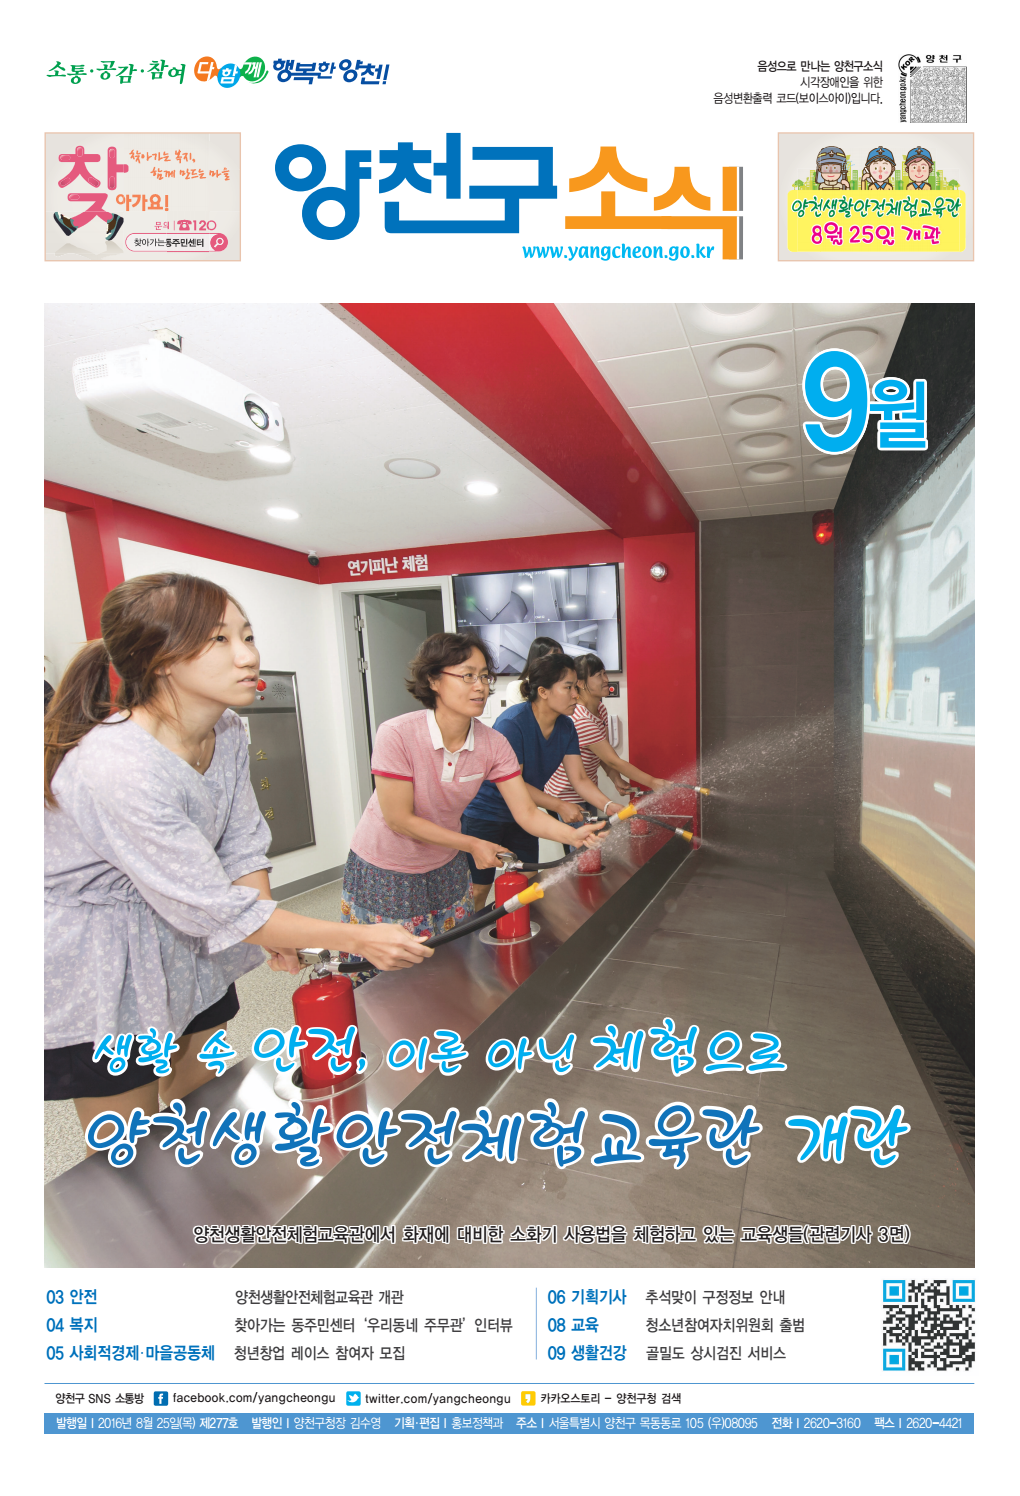 소통·공감·참여 다함께 행복한 양천!
음성으로 만나는 양천구소식
시각장애인을 위한
음성변환출력 코드(보이스아이)입니다.
양천구
yangcheon.go.kr
찾아가요!
찾아가는 복지,
함께 만드는 마을
문의 | ☎120
찾아가는동주민센터
양천구소식
www.yangcheon.go.kr
양천생활안전체험교육관
8월 25일 개관
9월
연기피난 체험
소화전
생활 속 안전, 이론 아닌 체험으로
양천생활안전체험교육관 개관
양천생활안전체험교육관에서 화재에 대비한 소화기 사용법을 체험하고 있는 교육생들(관련기사 3면)
03 안전 양천생활안전체험교육관 개관
04 복지 찾아가는 동주민센터 ‘우리동네 주무관’ 인터뷰
05 사회적경제·마을공동체 청년창업 레이스 참여자 모집
06 기획기사 추석맞이 구정정보 안내
08 교육 청소년참여자치위원회 출범
09 생활건강 골밀도 상시검진 서비스
양천구 SNS 소통방 facebook.com/yangcheongu twitter.com/yangcheongu 카카오스토리 - 양천구청 검색
발행일 | 2016년 8월 25일(목) 제277호 발행인 | 양천구청장 김수영 기획·편집 | 홍보정책과 주소 | 서울특별시 양천구 목동동로 105 (우)08095 전화 | 2620-3160 팩스 | 2620-4421